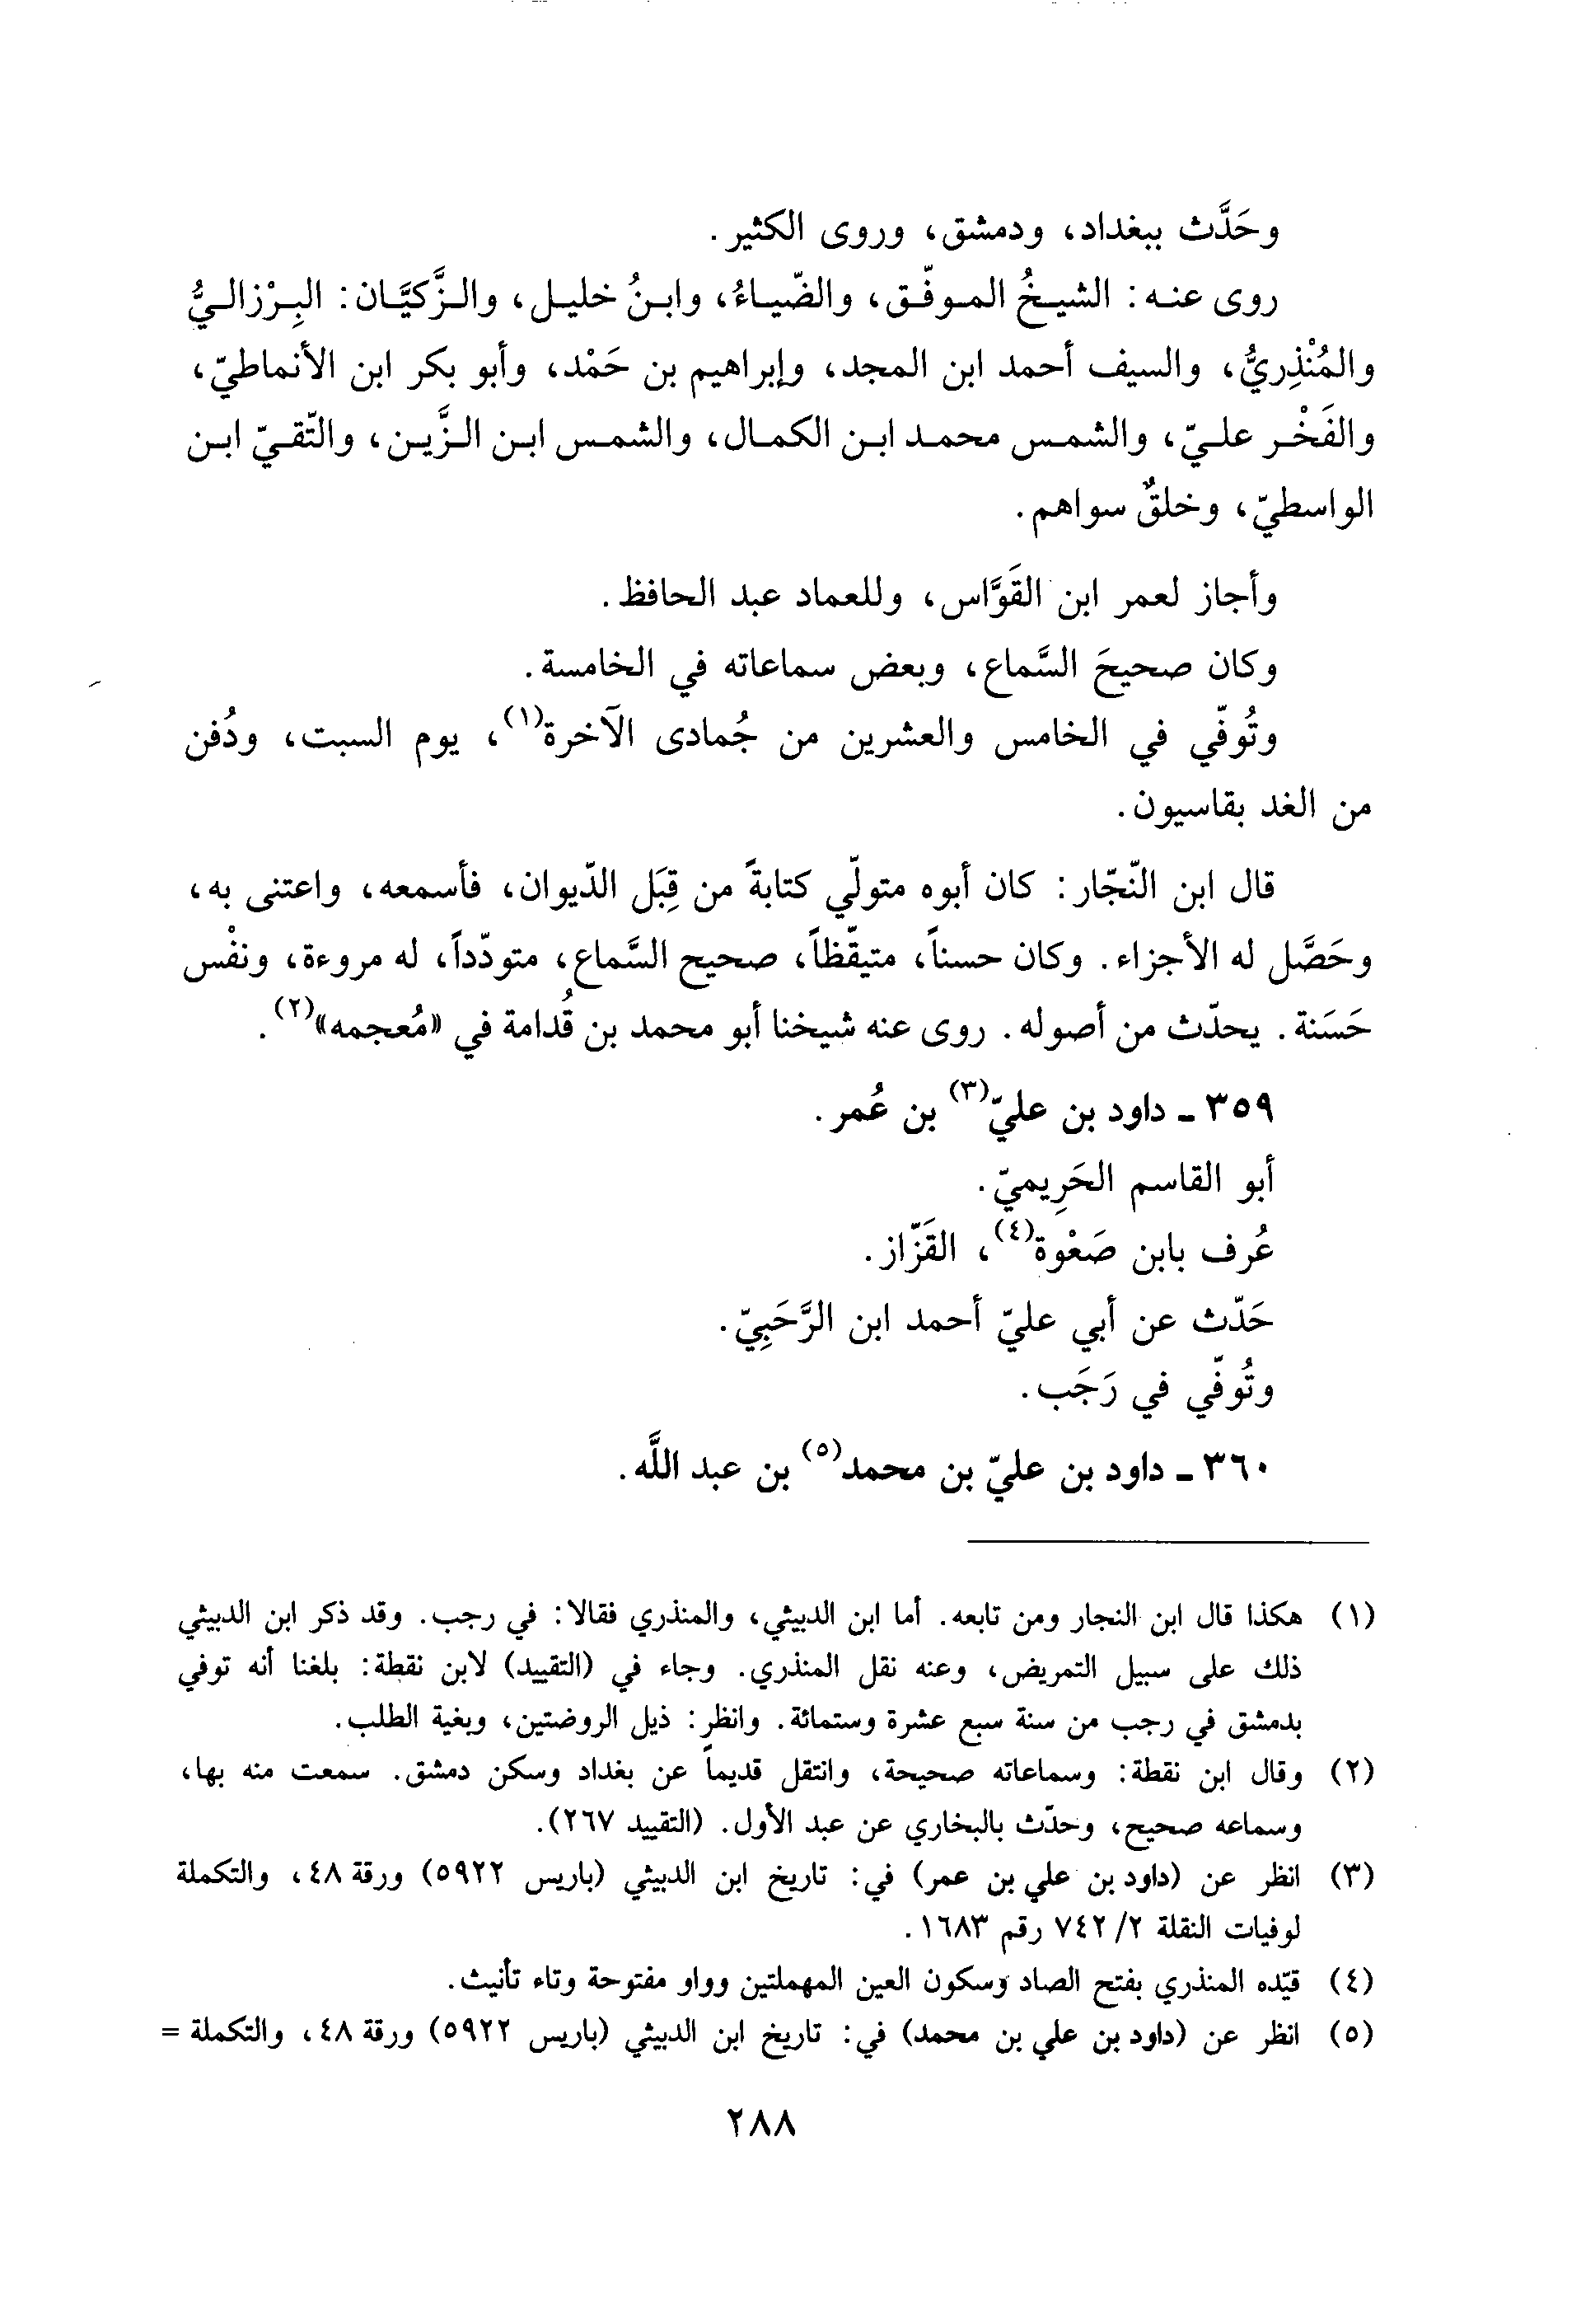 وحَدَّث ببغداد، ودمشق، وروى الكثير.
روى عنه: الشيخُ الموفّق، والضّياءُ، وابنُ خليل، والزَّكيَّان: البِرْزاليُّ
والمُنْذِريُّ، والسيف أحمد ابن المجد، وإبراهيم بن حَمْد، وأبو بكر ابن الأنماطيّ،
والفَخْر عليّ، والشمس محمد ابن الكمال، والشمس ابن الزَّين، والتّقيّ ابن
الواسطيّ، وخلقٌ سواهم.
وأجاز لعمر ابن القَوَّاس، وللعماد عبد الحافظ.
وكان صحيحَ السَّماع، وبعض سماعاته في الخامسة.
وتُوفّي في الخامس والعشرين من جُمادى الآخرة(١)، يوم السبت، ودُفن
من الغد بقاسيون.
قال ابن النّجّار: كان أبوه متولّي كتابةً من قِبَل الدّيوان، فأسمعه، واعتنى به،
وحَصَّل له الأجزاء. وكان حسناً، متيقّظاً، صحيح السَّماع، متودّداً، له مروءة، ونفْس
حَسَنة. يحدّث من أصوله. روى عنه شيخنا أبو محمد بن قُدامة في «مُعجمه»(٢).
٣٥٩ ـ داود بن عليّ(٣) بن عُمر.
أبو القاسم الحَرِيميّ.
عُرف بابن صَعْوة(٤)، القَزّاز.
حَدّث عن أبي عليّ أحمد ابن الرَّحَبِيّ.
وتُوفّي في رَجَب.
٣٦٠ ـ داود بن عليّ بن محمد(٥) بن عبد اللَّه.
(١) هكذا قال ابن النجار ومن تابعه. أما ابن الدبيثي، والمنذري فقالا: في رجب. وقد ذكر ابن الدبيثي
ذلك على سبيل التمريض، وعنه نقل المنذري. وجاء في (التقييد) لابن نقطة: بلغنا أنه توفي
بدمشق في رجب من سنة سبع عشرة وستمائة. وانظر: ذيل الروضتين، وبغية الطلب.
(٢) وقال ابن نقطة: وسماعاته صحيحة، وانتقل قديماً عن بغداد وسكن دمشق. سمعت منه بها،
وسماعه صحيح، وحدّث بالبخاري عن عبد الأول. (التقييد ٢٦٧).
(٣) انظر عن (داود بن علي بن عمر) في: تاريخ ابن الدبيثي (باريس ٥٩٢٢) ورقة ٤٨، والتكملة
لوفيات النقلة ٢/ ٧٤٢ رقم ١٦٨٣.
(٤) قيّده المنذري بفتح الصاد وسكون العين المهملتين وواو مفتوحة وتاء تأنيث.
(٥) انظر عن (داود بن علي بن محمد) في: تاريخ ابن الدبيثي (باريس ٥٩٢٢) ورقة ٤٨، والتكملة =
٢٨٨